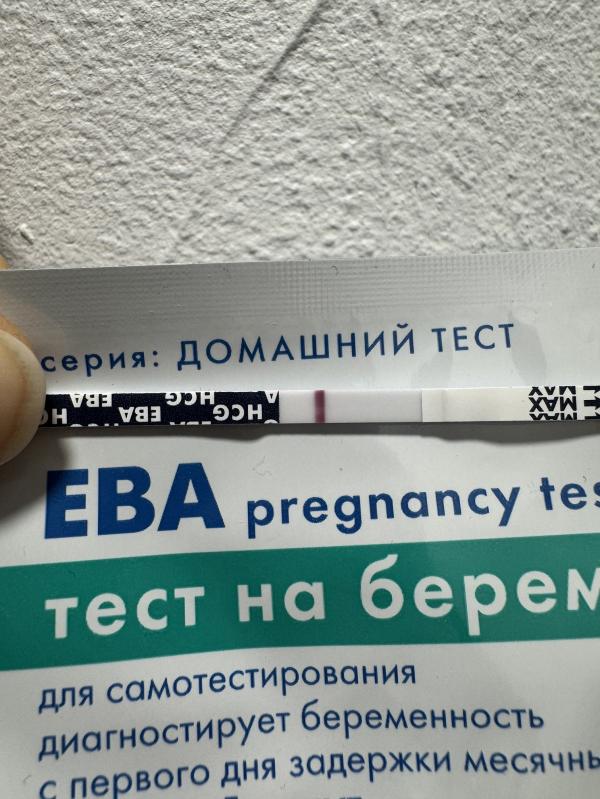 серия: ДОМАШНИЙ ТЕСТ
HCG EBA HCG EBA
MAX MAX MAX
EBA pregnancy tes
тест на берем
для самотестирования
диагностирует беременность
с первого дня задержки месячны